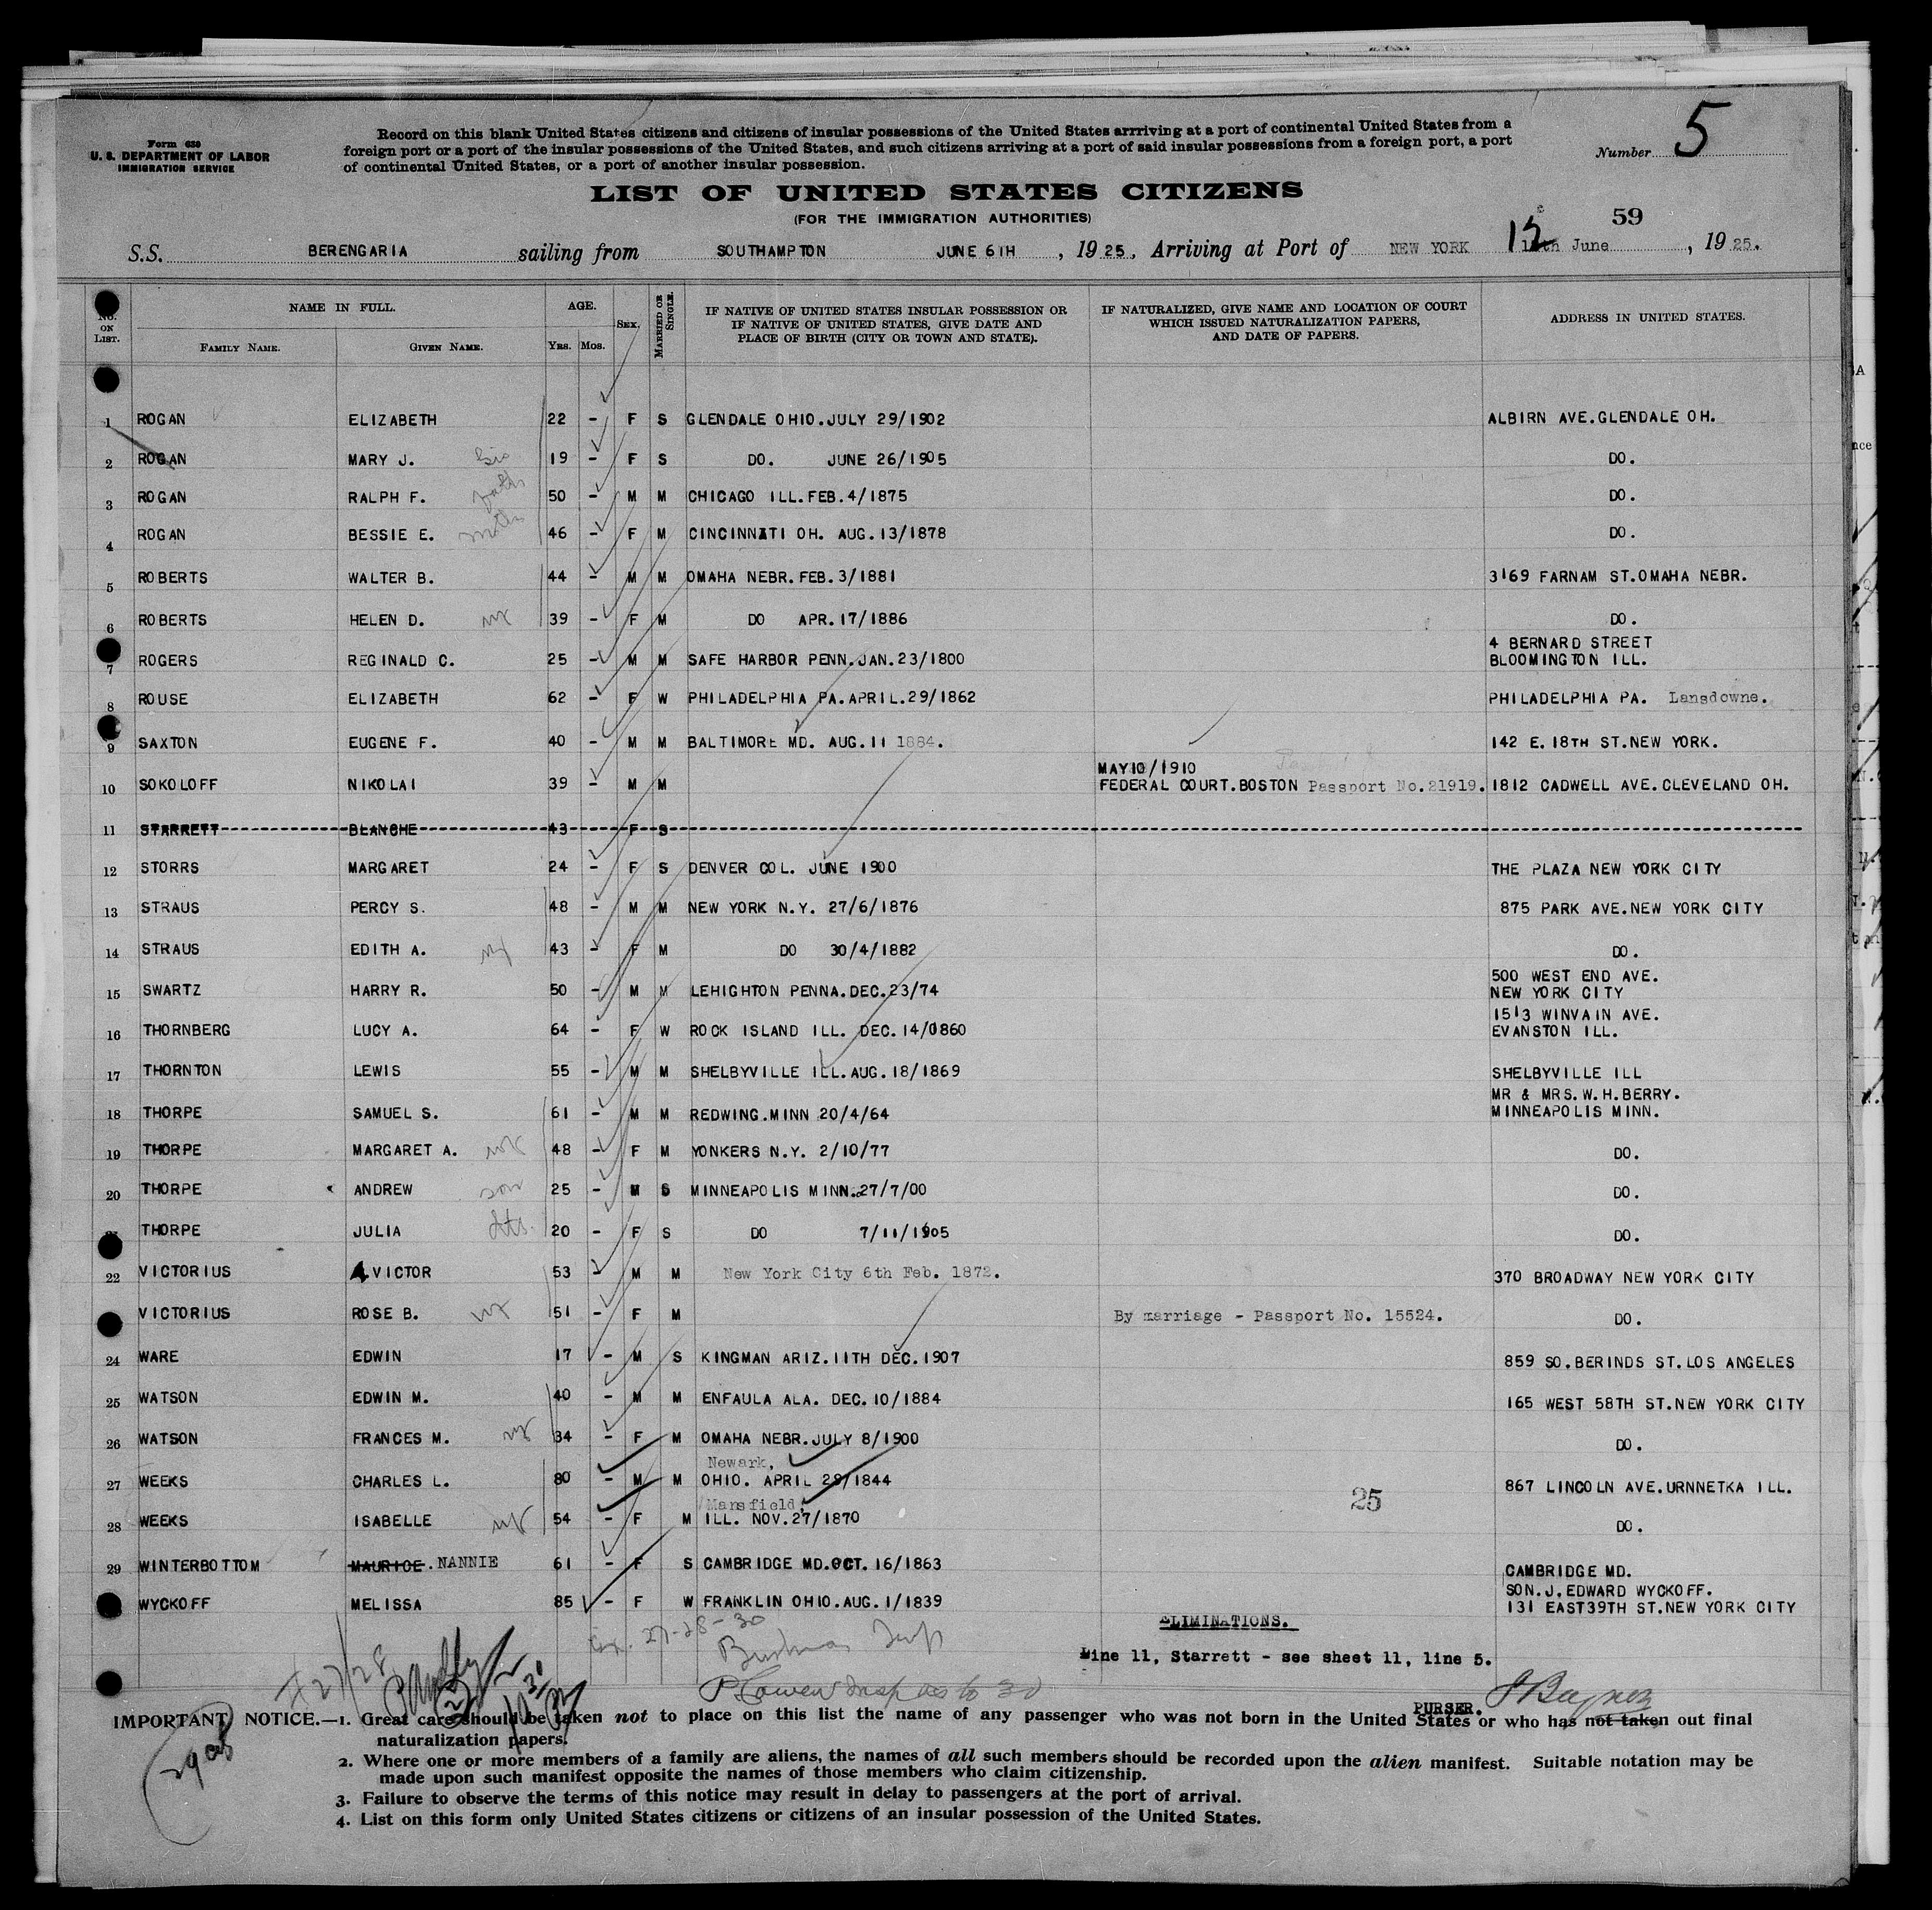 Form 630
U. S. DEPARTMENT OF LABOR
IMMIGRATION SERVICE
Record on this blank United States citizens and citizens of insular possessions of the United States arrriving at a port of continental United States from a
foreign port or a port of the insular possessions of the United States, and such citizens arriving at a port of said insular possessions from a foreign port, a port
of continental United States, or a port of another insular possession.
Number 5
LIST OF UNITED STATES CITIZENS
(FOR THE IMMIGRATION AUTHORITIES)
59
S.S. BERENGARIA sailing from SOUTHAMPTON JUNE 6TH , 1925, Arriving at Port of NEW YORK 12 June , 1925.
No. ON LIST. NAME IN FULL. AGE. SEX. MARRIED OR SINGLE. IF NATIVE OF UNITED STATES INSULAR POSSESSION OR IF NATIVE OF UNITED STATES, GIVE DATE AND PLACE OF BIRTH (CITY OR TOWN AND STATE). IF NATURALIZED, GIVE NAME AND LOCATION OF COURT WHICH ISSUED NATURALIZATION PAPERS, AND DATE OF PAPERS. ADDRESS IN UNITED STATES.
FAMILY NAME. GIVEN NAME. YRS. MOS.
1 ROGAN ELIZABETH 22 - F S GLENDALE OHIO.JULY 29/1902 ALBIRN AVE.GLENDALE OH.
2 ROGAN MARY J. sis 19 - F S DO. JUNE 26/1905 DO.
3 ROGAN RALPH F. fath 50 - M M CHICAGO ILL.FEB.4/1875 DO.
4 ROGAN BESSIE E. mother 46 - F M CINCINNATI OH. AUG.13/1878 DO.
5 ROBERTS WALTER B. 44 - M M OMAHA NEBR.FEB.3/1881 3169 FARNAM ST.OMAHA NEBR.
6 ROBERTS HELEN D. 39 - F M DO APR.17/1886 DO.
7 ROGERS REGINALD C. 25 - M M SAFE HARBOR PENN.JAN.23/1800 4 BERNARD STREET BLOOMINGTON ILL.
8 ROUSE ELIZABETH 62 - F W PHILADELPHIA PA.APRIL.29/1862 PHILADELPHIA PA. Lansdowne.
9 SAXTON EUGENE F. 40 - M M BALTIMORE MD. AUG.11 1884. 142 E.18TH ST.NEW YORK.
10 SOKOLOFF NIKOLAI 39 - M M MAY10/1910 FEDERAL COURT.BOSTON Passport No.21919. 1812 CADWELL AVE.CLEVELAND OH.
11 STARRETT BLANCHE 43 - F S
12 STORRS MARGARET 24 - F S DENVER COL. JUNE 1900 THE PLAZA NEW YORK CITY
13 STRAUS PERCY S. 48 - M M NEW YORK N.Y. 27/6/1876 875 PARK AVE.NEW YORK CITY
14 STRAUS EDITH A. 43 - F M DO 30/4/1882 DO.
15 SWARTZ HARRY R. 50 - M M LEHIGHTON PENNA.DEC.23/74 500 WEST END AVE. NEW YORK CITY
16 THORNBERG LUCY A. 64 - F W ROCK ISLAND ILL. DEC.14/0860 1513 WINVAIN AVE. EVANSTON ILL.
17 THORNTON LEWIS 55 - M M SHELBYVILLE ILL.AUG.18/1869 SHELBYVILLE ILL
18 THORPE SAMUEL S. 61 - M M REDWING.MINN 20/4/64 MR & MRS.W.H.BERRY. MINNEAPOLIS MINN.
19 THORPE MARGARET A. 48 - F M YONKERS N.Y. 2/10/77 DO.
20 THORPE ANDREW son 25 - M S MINNEAPOLIS MINN.27/7/00 DO.
THORPE JULIA 20 - F S DO 7/11/1905 DO.
22 VICTORIUS A VICTOR 53 - M M New York City 6th Feb. 1872. 370 BROADWAY NEW YORK CITY
VICTORIUS ROSE B. 51 - F M By marriage - Passport No. 15524. DO.
24 WARE EDWIN 17 - M S KINGMAN ARIZ.11TH DEC.1907 859 SO.BERINDS ST.LOS ANGELES
25 WATSON EDWIN M. 40 - M M ENFAULA ALA. DEC.10/1884 165 WEST 58TH ST.NEW YORK CITY
26 WATSON FRANCES M. 34 - F M OMAHA NEBR.JULY 8/1900 DO.
27 WEEKS CHARLES L. 80 - M M Newark, OHIO. APRIL 29/1844 867 LINCOLN AVE.URNNETKA ILL.
25
28 WEEKS ISABELLE 54 - F M Mansfield, ILL. NOV.27/1870 DO.
29 WINTERBOTTOM MAURICE. NANNIE 61 - F S CAMBRIDGE MD.OCT. 16/1863 CAMBRIDGE MD.
WYCKOFF MELISSA 85 - F W FRANKLIN OHIO.AUG.1/1839 SON.J.EDWARD WYCKOFF. 131 EAST39TH ST.NEW YORK CITY
27-28-30
ELIMINATIONS.
Line 11, Starrett - see sheet 11, line 5.
27/28
PURSER.
IMPORTANT NOTICE.—1. Great care should be taken not to place on this list the name of any passenger who was not born in the United States or who has not taken out final
naturalization papers.
2. Where one or more members of a family are aliens, the names of all such members should be recorded upon the alien manifest. Suitable notation may be
made upon such manifest opposite the names of those members who claim citizenship.
3. Failure to observe the terms of this notice may result in delay to passengers at the port of arrival.
4. List on this form only United States citizens or citizens of an insular possession of the United States.